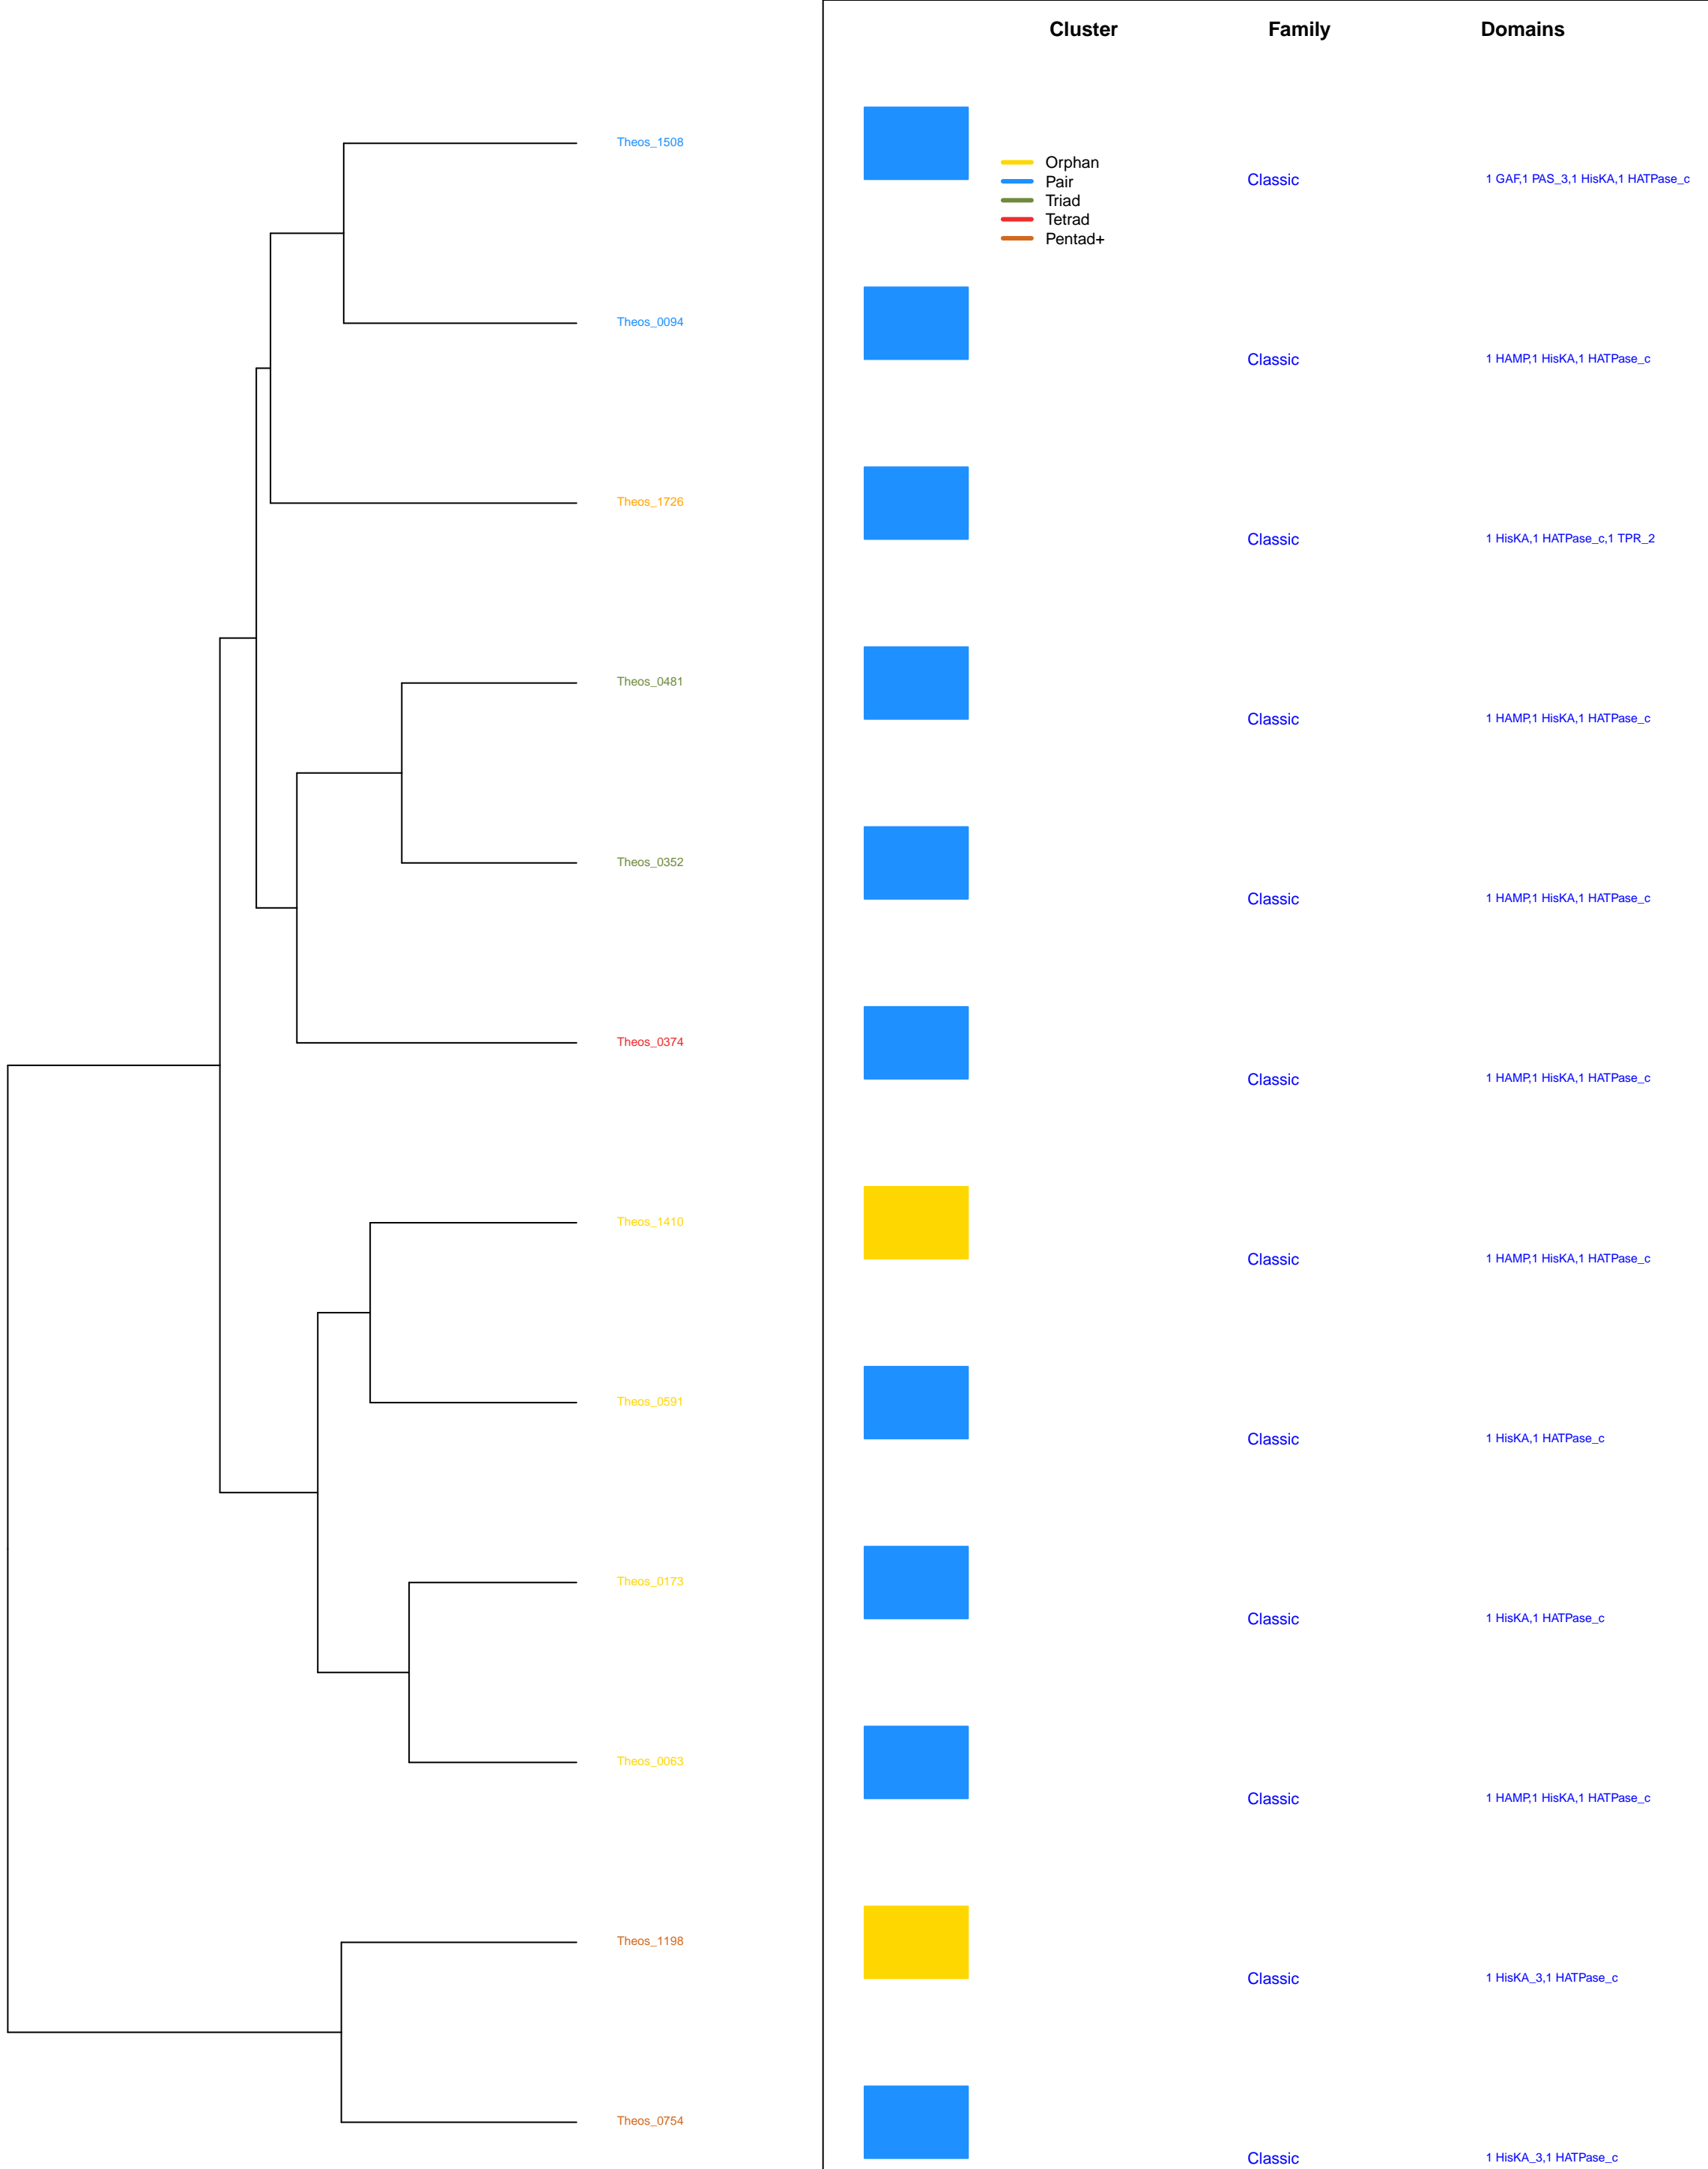 Cluster Family Domains
Theos_1508
Orphan
Pair
Triad
Tetrad
Pentad+
Classic 1 GAF,1 PAS_3,1 HisKA,1 HATPase_c
Theos_0094
Classic 1 HAMP,1 HisKA,1 HATPase_c
Theos_1726
Classic 1 HisKA,1 HATPase_c,1 TPR_2
Theos_0481
Classic 1 HAMP,1 HisKA,1 HATPase_c
Theos_0352
Classic 1 HAMP,1 HisKA,1 HATPase_c
Theos_0374
Classic 1 HAMP,1 HisKA,1 HATPase_c
Theos_1410
Classic 1 HAMP,1 HisKA,1 HATPase_c
Theos_0591
Classic 1 HisKA,1 HATPase_c
Theos_0173
Classic 1 HisKA,1 HATPase_c
Theos_0063
Classic 1 HAMP,1 HisKA,1 HATPase_c
Theos_1198
Classic 1 HisKA_3,1 HATPase_c
Theos_0754
Classic 1 HisKA_3,1 HATPase_c